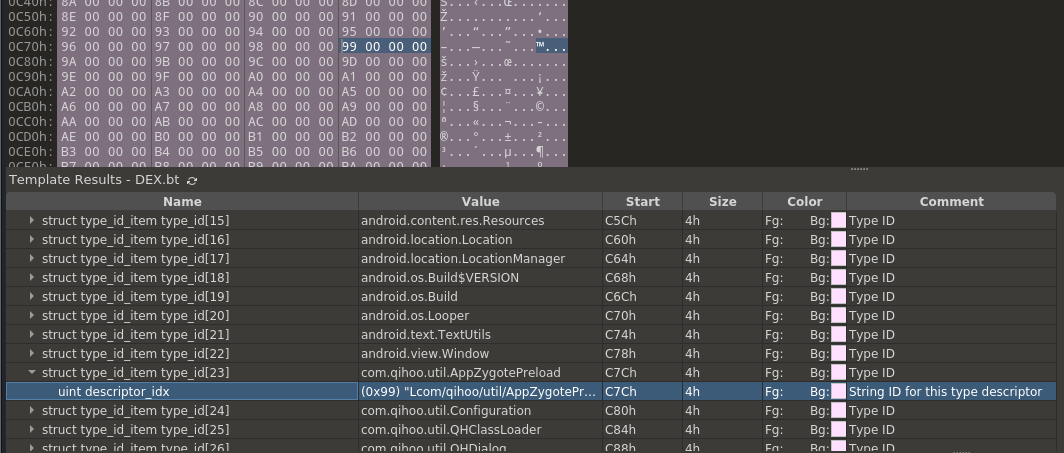 0C40h: 8A 00 00 00 8B 00 00 00 8C 00 00 00 8D 00 00 00 Š...‹...Œ.......
0C50h: 8E 00 00 00 8F 00 00 00 90 00 00 00 91 00 00 00 Ž...........‘...
0C60h: 92 00 00 00 93 00 00 00 94 00 00 00 95 00 00 00 ’...“...”...•...
0C70h: 96 00 00 00 97 00 00 00 98 00 00 00 99 00 00 00 –...—...˜...™...
0C80h: 9A 00 00 00 9B 00 00 00 9C 00 00 00 9D 00 00 00 š...›...œ.......
0C90h: 9E 00 00 00 9F 00 00 00 A0 00 00 00 A1 00 00 00 ž...Ÿ... ...¡...
0CA0h: A2 00 00 00 A3 00 00 00 A4 00 00 00 A5 00 00 00 ¢...£...¤...¥...
0CB0h: A6 00 00 00 A7 00 00 00 A8 00 00 00 A9 00 00 00 ¦...§...¨...©...
0CC0h: AA 00 00 00 AB 00 00 00 AC 00 00 00 AD 00 00 00 ª...«...¬...-...
0CD0h: AE 00 00 00 B0 00 00 00 B1 00 00 00 B2 00 00 00 ®...°...±...²...
0CE0h: B3 00 00 00 B4 00 00 00 B5 00 00 00 B6 00 00 00 ³...´...µ...¶...
Template Results - DEX.bt
Name Value Start Size Color Comment
struct type_id_item type_id[15] android.content.res.Resources C5Ch 4h Fg: Bg: Type ID
struct type_id_item type_id[16] android.location.Location C60h 4h Fg: Bg: Type ID
struct type_id_item type_id[17] android.location.LocationManager C64h 4h Fg: Bg: Type ID
struct type_id_item type_id[18] android.os.Build$VERSION C68h 4h Fg: Bg: Type ID
struct type_id_item type_id[19] android.os.Build C6Ch 4h Fg: Bg: Type ID
struct type_id_item type_id[20] android.os.Looper C70h 4h Fg: Bg: Type ID
struct type_id_item type_id[21] android.text.TextUtils C74h 4h Fg: Bg: Type ID
struct type_id_item type_id[22] android.view.Window C78h 4h Fg: Bg: Type ID
struct type_id_item type_id[23] com.qihoo.util.AppZygotePreload C7Ch 4h Fg: Bg: Type ID
uint descriptor_idx (0x99) "Lcom/qihoo/util/AppZygotePr... C7Ch 4h Fg: Bg: String ID for this type descriptor
struct type_id_item type_id[24] com.qihoo.util.Configuration C80h 4h Fg: Bg: Type ID
struct type_id_item type_id[25] com.qihoo.util.QHClassLoader C84h 4h Fg: Bg: Type ID
struct type_id_item type_id[26] com.qihoo.util.QHDialog C88h 4h Fg: Bg: Type ID